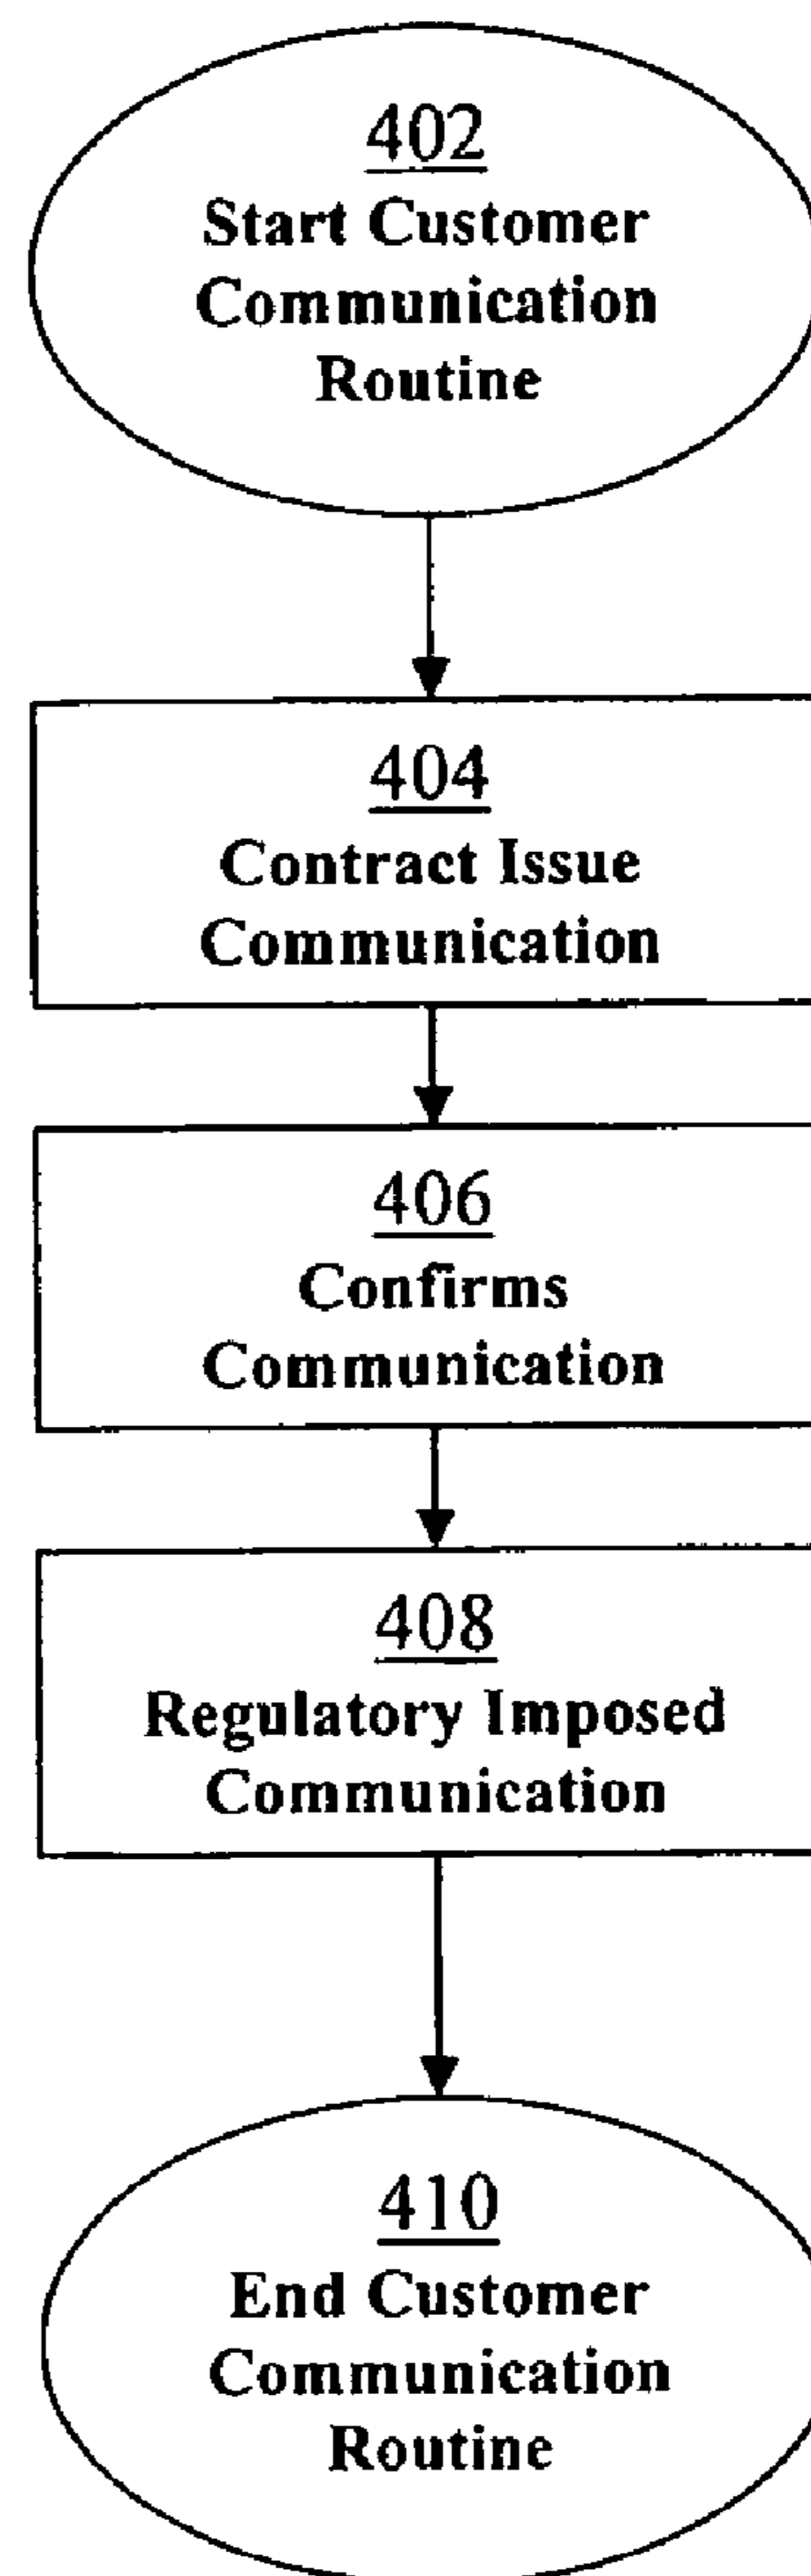 402
Start Customer
Communication
Routine
404
Contract Issue
Communication
406
Confirms
Communication
408
Regulatory Imposed
Communication
410
End Customer
Communication
Routine